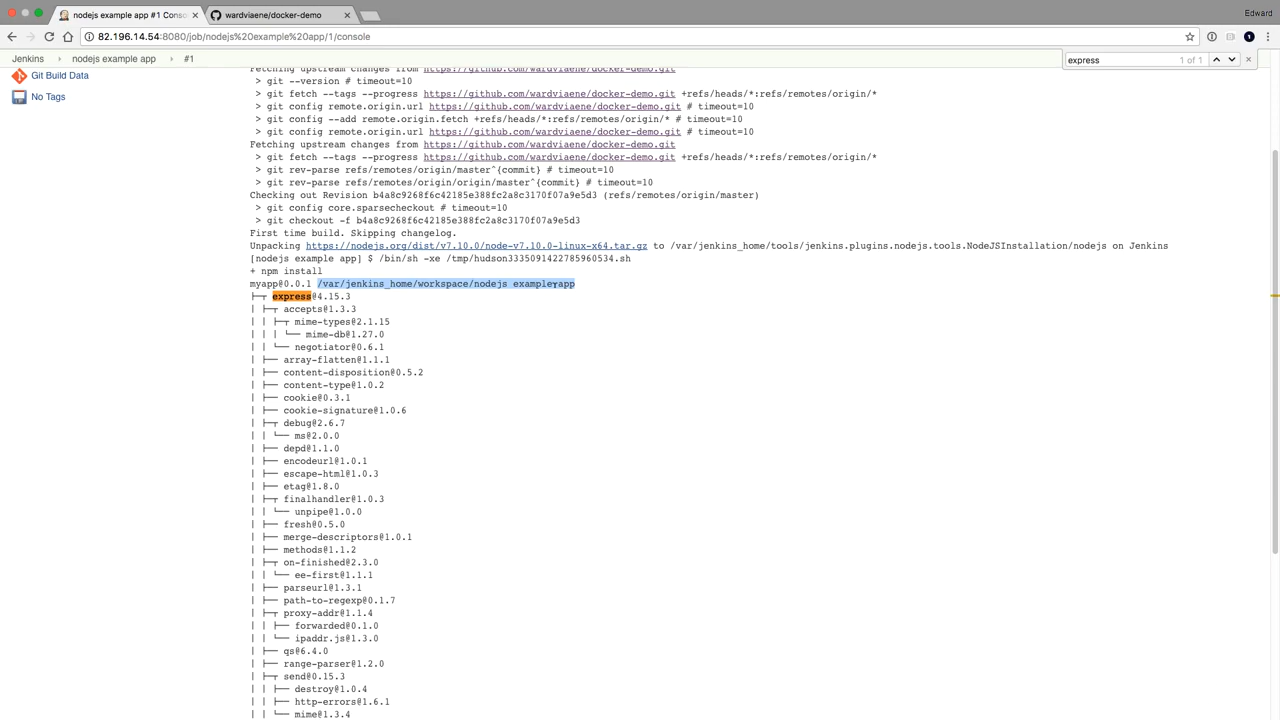 nodejs example app #1 Conso
wardviaene/docker-demo
Edward
82.196.14.54:8080/job/nodejs%20example%20app/1/console
Jenkins
nodejs example app
#1
express
1 of 1
Git Build Data
No Tags
Fetching upstream changes from https://github.com/wardviaene/docker-demo.git
> git --version # timeout=10
> git fetch --tags --progress https://github.com/wardviaene/docker-demo.git +refs/heads/*:refs/remotes/origin/*
> git config remote.origin.url https://github.com/wardviaene/docker-demo.git # timeout=10
> git config --add remote.origin.fetch +refs/heads/*:refs/remotes/origin/* # timeout=10
> git config remote.origin.url https://github.com/wardviaene/docker-demo.git # timeout=10
Fetching upstream changes from https://github.com/wardviaene/docker-demo.git
> git fetch --tags --progress https://github.com/wardviaene/docker-demo.git +refs/heads/*:refs/remotes/origin/*
> git rev-parse refs/remotes/origin/master^{commit} # timeout=10
> git rev-parse refs/remotes/origin/origin/master^{commit} # timeout=10
Checking out Revision b4a8c9268f6c42185e388fc2a8c3170f07a9e5d3 (refs/remotes/origin/master)
> git config core.sparsecheckout # timeout=10
> git checkout -f b4a8c9268f6c42185e388fc2a8c3170f07a9e5d3
First time build. Skipping changelog.
Unpacking https://nodejs.org/dist/v7.10.0/node-v7.10.0-linux-x64.tar.gz to /var/jenkins_home/tools/jenkins.plugins.nodejs.tools.NodeJSInstallation/nodejs on Jenkins
[nodejs example app] $ /bin/sh -xe /tmp/hudson3335091422785960534.sh
+ npm install
myapp@0.0.1 /var/jenkins_home/workspace/nodejs example app
├─┬ express@4.15.3
│ ├─┬ accepts@1.3.3
│ │ ├─┬ mime-types@2.1.15
│ │ │ └── mime-db@1.27.0
│ │ └── negotiator@0.6.1
│ ├── array-flatten@1.1.1
│ ├── content-disposition@0.5.2
│ ├── content-type@1.0.2
│ ├── cookie@0.3.1
│ ├── cookie-signature@1.0.6
│ ├─┬ debug@2.6.7
│ │ └── ms@2.0.0
│ ├── depd@1.1.0
│ ├── encodeurl@1.0.1
│ ├── escape-html@1.0.3
│ ├── etag@1.8.0
│ ├─┬ finalhandler@1.0.3
│ │ └── unpipe@1.0.0
│ ├── fresh@0.5.0
│ ├── merge-descriptors@1.0.1
│ ├── methods@1.1.2
│ ├─┬ on-finished@2.3.0
│ │ └── ee-first@1.1.1
│ ├── parseurl@1.3.1
│ ├── path-to-regexp@0.1.7
│ ├─┬ proxy-addr@1.1.4
│ │ ├── forwarded@0.1.0
│ │ └── ipaddr.js@1.3.0
│ ├── qs@6.4.0
│ ├── range-parser@1.2.0
│ ├─┬ send@0.15.3
│ │ ├── destroy@1.0.4
│ │ ├── http-errors@1.6.1
│ │ └── mime@1.3.4